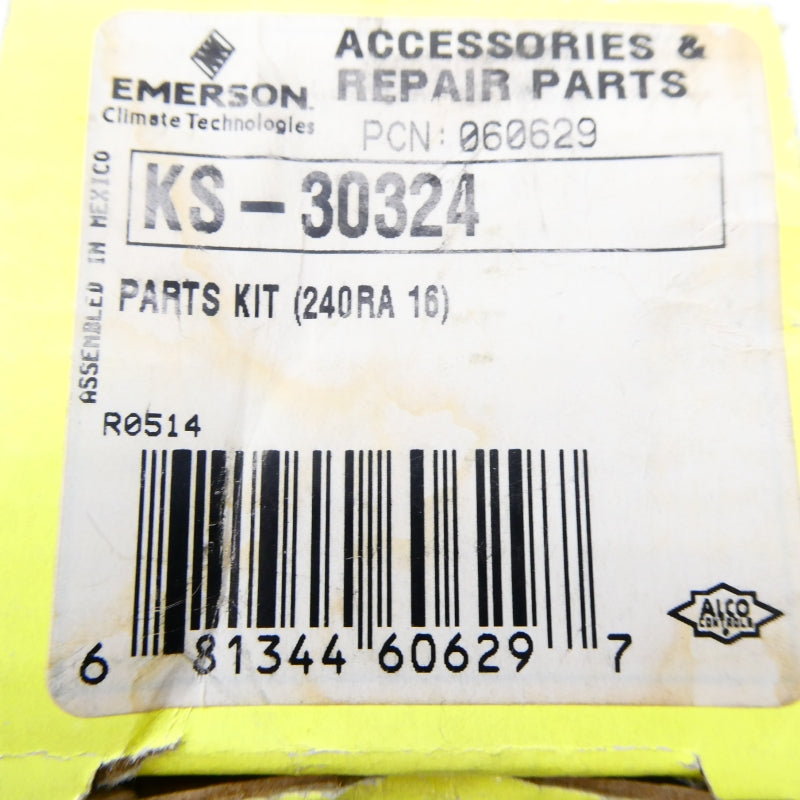 EMERSON.
Climate Technologies
ACCESSORIES &
REPAIR PARTS
PCN: 060629
KS-30324
ASSEMBLED IN MEXICO
PARTS KIT (240RA 16)
R0514
6 81344 60629 7
ALCO
CONTROLS